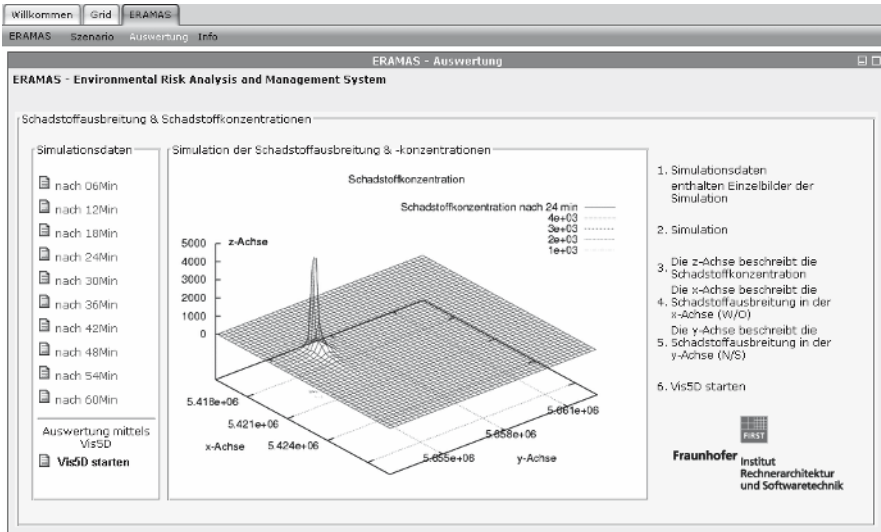 Willkommen Grid ERAMAS
ERAMAS Szenario Auswertung Info
ERAMAS - Auswertung
ERAMAS - Environmental Risk Analysis and Management System
Schadstoffausbreitung & Schadstoffkonzentrationen
Simulationsdaten
nach 06Min
nach 12Min
nach 18Min
nach 24Min
nach 30Min
nach 36Min
nach 42Min
nach 48Min
nach 54Min
nach 60Min
Auswertung mittels
Vis5D
Vis5D starten
Simulation der Schadstoffausbreitung & -konzentrationen
Schadstoffkonzentration
Schadstoffkonzentration nach 24 min
4e+03
3e+03
2e+03
1e+03
z-Achse
5000
4000
3000
2000
1000
0
5.418e+06
5.421e+06
5.424e+06
x-Achse
5.655e+06
5.658e+06
5.661e+06
y-Achse
1. Simulationsdaten
enthalten Einzelbilder der
Simulation
2. Simulation
3. Die z-Achse beschreibt die
Schadstoffkonzentration
4. Die x-Achse beschreibt die
Schadstoffausbreitung in der
x-Achse (W/O)
5. Die y-Achse beschreibt die
Schadstoffausbreitung in der
y-Achse (N/S)
6. Vis5D starten
FIRST
Fraunhofer Institut
Rechnerarchitektur
und Softwaretechnik